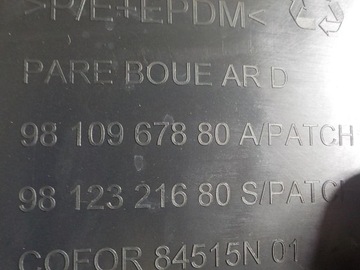 >P/E+EPDM<
PARE BOUE AR D
98 109 678 80 A/PATCH
98 123 216 80 S/PATCH
COFOR 84515N 01